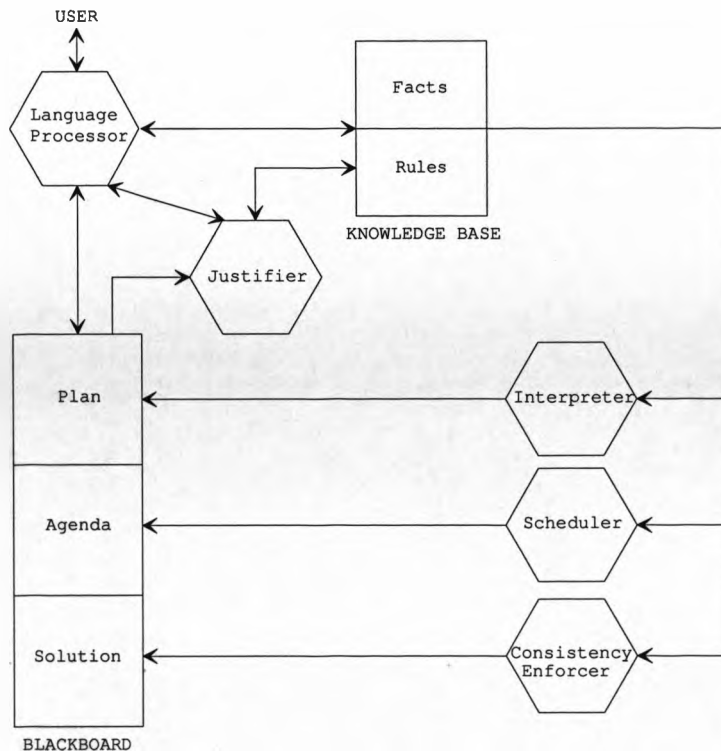 USER
Language
Processor
Facts
Rules
KNOWLEDGE BASE
Justifier
Plan
Interpreter
Agenda
Scheduler
Solution
Consistency
Enforcer
BLACKBOARD